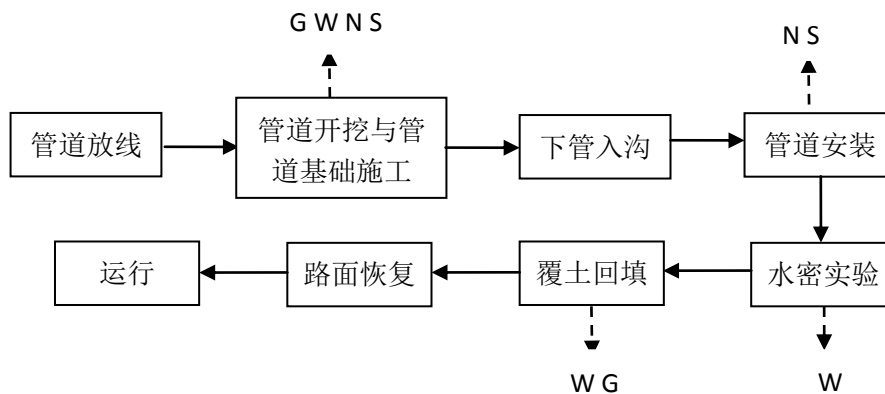 G W N S
N S
管道放线
管道开挖与管
道基础施工
下管入沟
管道安装
运行
路面恢复
覆土回填
水密实验
W G
W